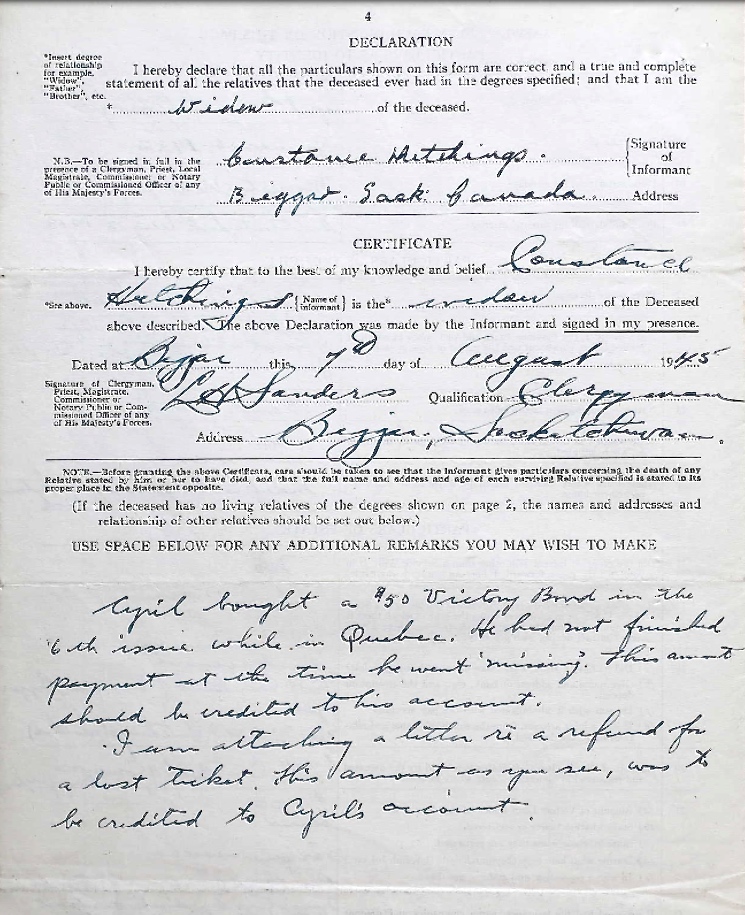 4
DECLARATION
*Insert degree
of relationship
for example,
"Widow",
"Father",
"Brother", etc.
I hereby declare that all the particulars shown on this form are correct, and a true and complete
statement of all the relatives that the deceased ever had in the degrees specified; and that I am the
* Widow of the deceased.
N.B.—To be signed in full in the
presence of a Clergyman, Priest, Local
Magistrate, Commissioner or Notary
Public or Commissioned Officer of any
of His Majesty's Forces.
Constance Hitchings. { Signature of Informant
Biggar. Sask. Canada. Address
CERTIFICATE
I hereby certify that to the best of my knowledge and belief Constance
*See above. Hitchings { Name of informant } is the* widow of the Deceased
above described. The above Declaration was made by the Informant and signed in my presence.
Dated at Biggar this 7th day of August 1945
Signature of Clergyman,
Priest, Magistrate,
Commissioner or
Notary Public or Com-
missioned Officer of any
of His Majesty's Forces.
Sanders Qualification Clergyman
Address Biggar, Saskatchewan.
NOTE.—Before granting the above Certificate, care should be taken to see that the Informant gives particulars concerning the death of any
Relative stated by him or her to have died, and that the full name and address and age of each surviving Relative specified is stated in its
proper place in the Statement opposite.
(If the deceased has no living relatives of the degrees shown on page 2, the names and addresses and
relationship of other relatives should be set out below.)
USE SPACE BELOW FOR ANY ADDITIONAL REMARKS YOU MAY WISH TO MAKE
Cyril bought a $50 Victory Bond in the
6th issue while in Quebec. He had not finished
payment at the time he went 'missing'. This amount
should be credited to his account.
I am attaching a letter re a refund for
a lost ticket. This amount as you see, was to
be credited to Cyril's account.